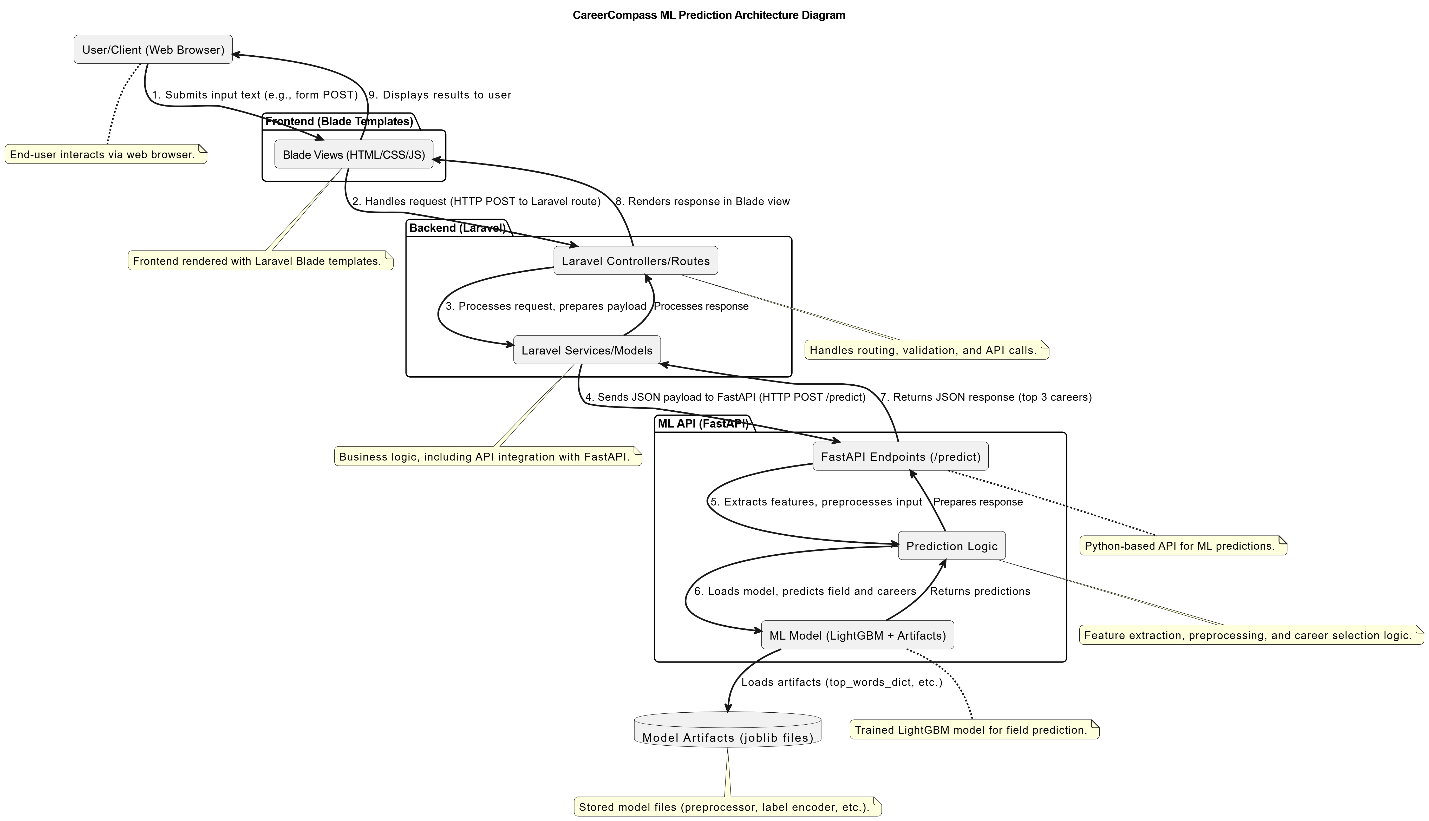 CareerCompass ML Prediction Architecture Diagram
User/Client (Web Browser)
1. Submits input text (e.g., form POST)
9. Displays results to user
Frontend (Blade Templates)
End-user interacts via web browser.
Blade Views (HTML/CSS/JS)
2. Handles request (HTTP POST to Laravel route)
8. Renders response in Blade view
Backend (Laravel)
Frontend rendered with Laravel Blade templates.
Laravel Controllers/Routes
3. Processes request, prepares payload
Processes response
Laravel Services/Models
Handles routing, validation, and API calls.
4. Sends JSON payload to FastAPI (HTTP POST /predict)
7. Returns JSON response (top 3 careers)
ML API (FastAPI)
Business logic, including API integration with FastAPI.
FastAPI Endpoints (/predict)
5. Extracts features, preprocesses input
Prepares response
Prediction Logic
Python-based API for ML predictions.
6. Loads model, predicts field and careers
Returns predictions
ML Model (LightGBM + Artifacts)
Feature extraction, preprocessing, and career selection logic.
Loads artifacts (top_words_dict, etc.)
Model Artifacts (joblib files)
Trained LightGBM model for field prediction.
Stored model files (preprocessor, label encoder, etc.).